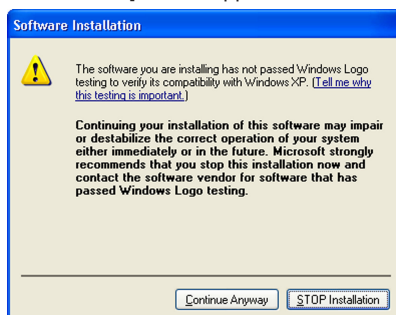 Software Installation
The software you are installing has not passed Windows Logo
testing to verify its compatibility with Windows XP. (Tell me why
this testing is important.)
Continuing your installation of this software may impair
or destabilize the correct operation of your system
either immediately or in the future. Microsoft strongly
recommends that you stop this installation now and
contact the software vendor for software that has
passed Windows Logo testing.
Continue Anyway STOP Installation